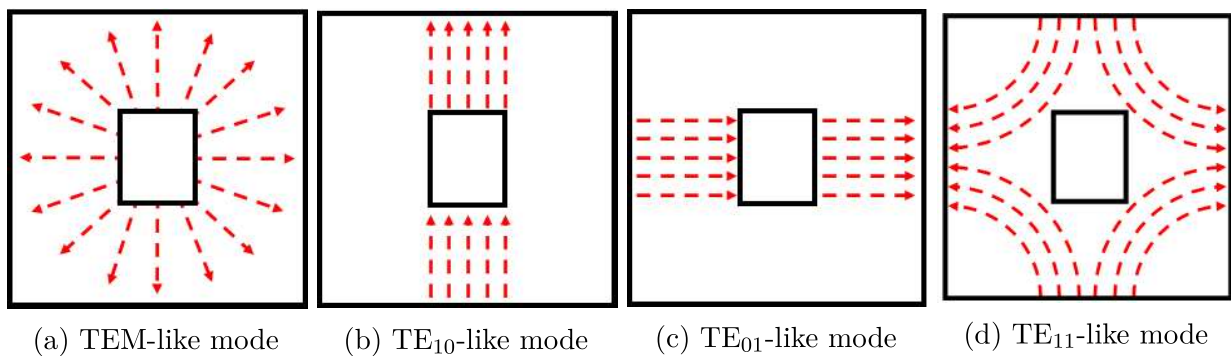 (a) TEM-like mode
(b) TE₁₀-like mode
(c) TE₀₁-like mode
(d) TE₁₁-like mode